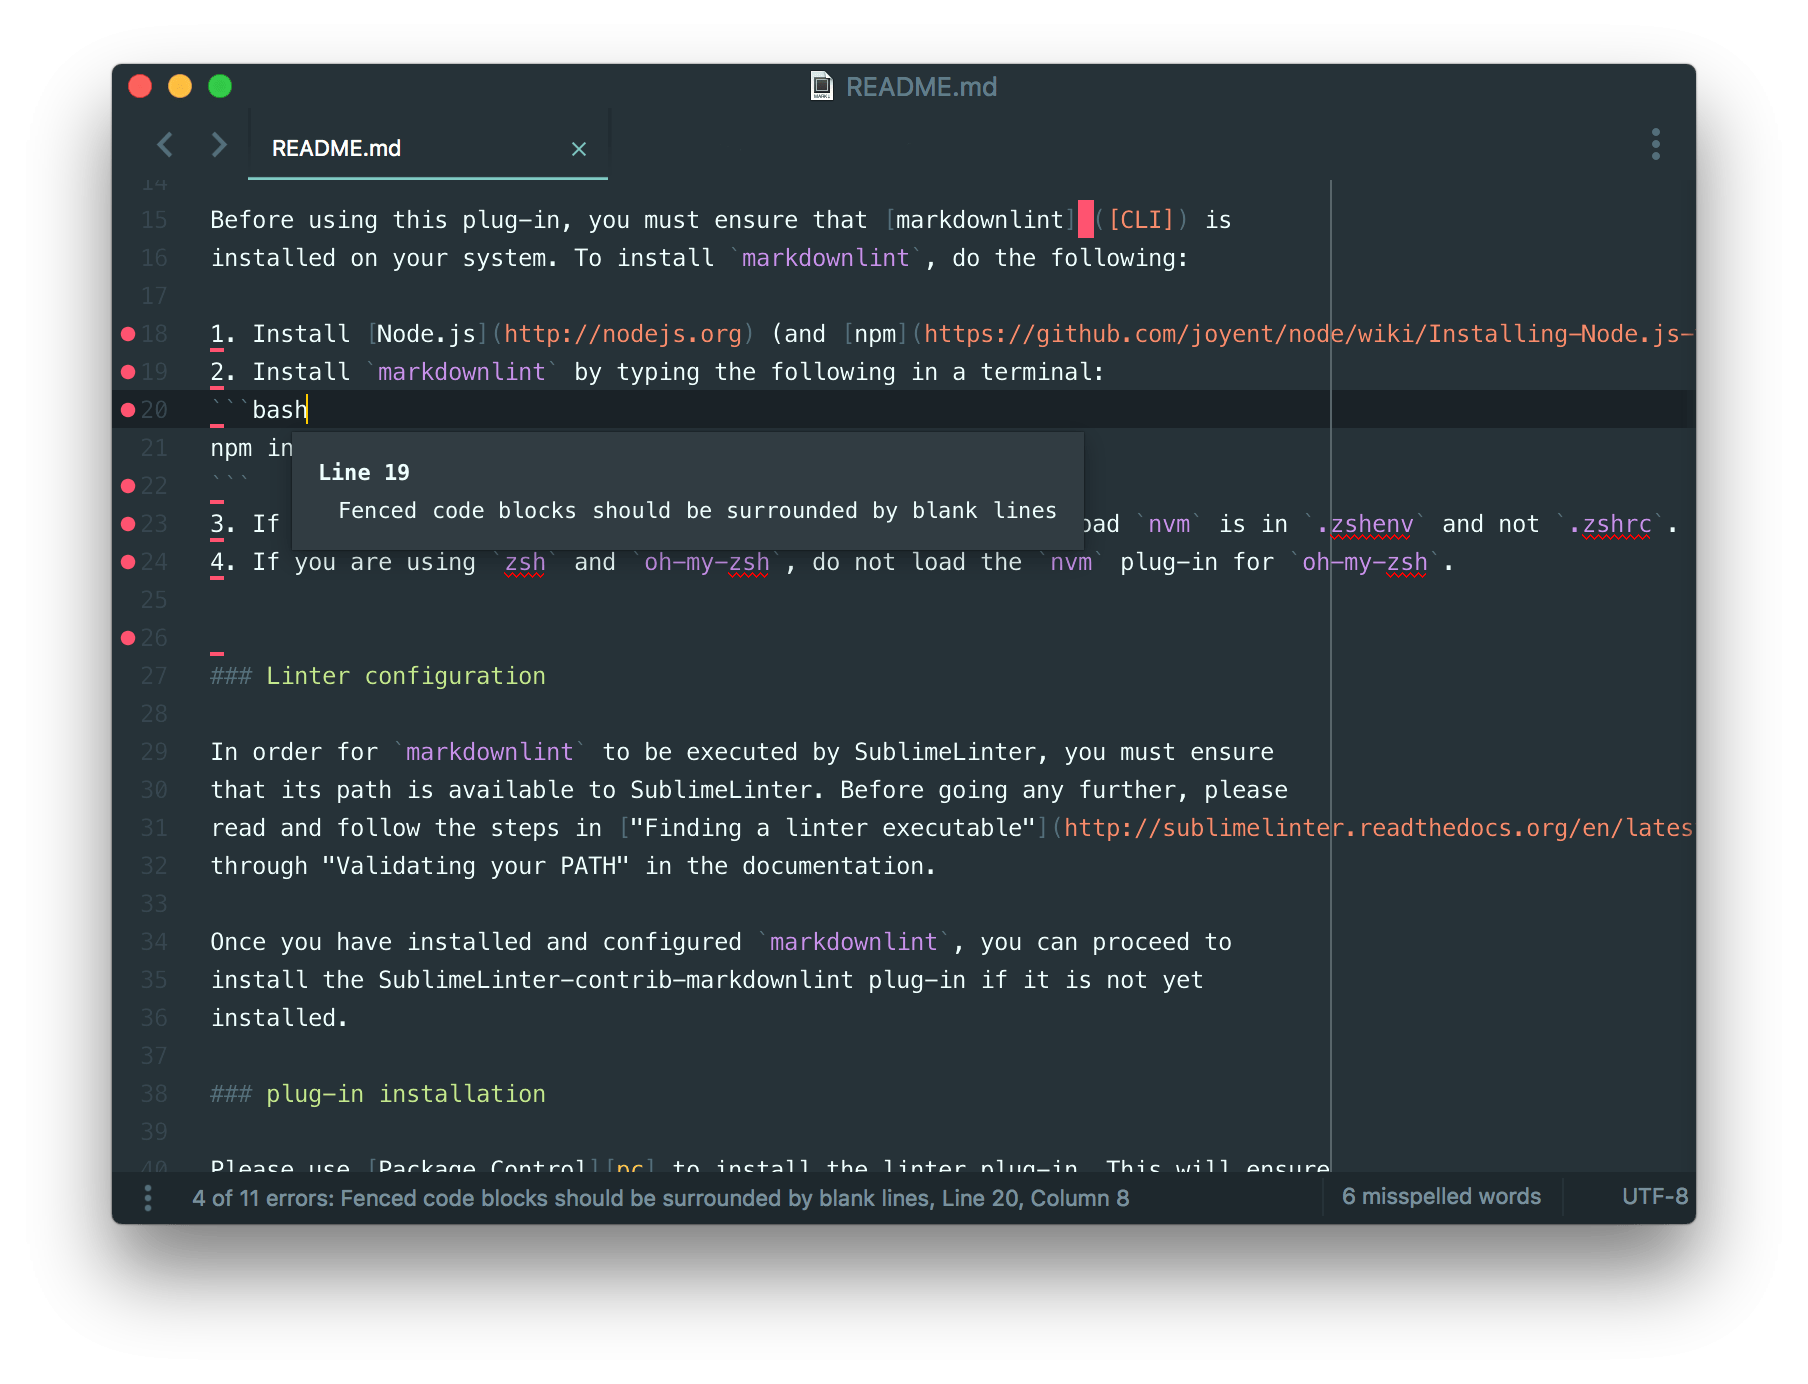 README.md
README.md ×
14
15 Before using this plug-in, you must ensure that [markdownlint] ([CLI]) is
16 installed on your system. To install `markdownlint`, do the following:
17
18 1. Install [Node.js](http://nodejs.org) (and [npm](https://github.com/joyent/node/wiki/Installing-Node.js-
19 2. Install `markdownlint` by typing the following in a terminal:
20 ```bash
21 npm in
Line 19
22 ```
Fenced code blocks should be surrounded by blank lines
23 3. If oad `nvm` is in `.zshenv` and not `.zshrc`.
24 4. If you are using `zsh` and `oh-my-zsh`, do not load the `nvm` plug-in for `oh-my-zsh`.
25
26
27 ### Linter configuration
28
29 In order for `markdownlint` to be executed by SublimeLinter, you must ensure
30 that its path is available to SublimeLinter. Before going any further, please
31 read and follow the steps in ["Finding a linter executable"](http://sublimelinter.readthedocs.org/en/lates
32 through "Validating your PATH" in the documentation.
33
34 Once you have installed and configured `markdownlint`, you can proceed to
35 install the SublimeLinter-contrib-markdownlint plug-in if it is not yet
36 installed.
37
38 ### plug-in installation
39
40 Please use [Package Control][pc] to install the linter plug-in. This will ensure
4 of 11 errors: Fenced code blocks should be surrounded by blank lines, Line 20, Column 8
6 misspelled words
UTF-8